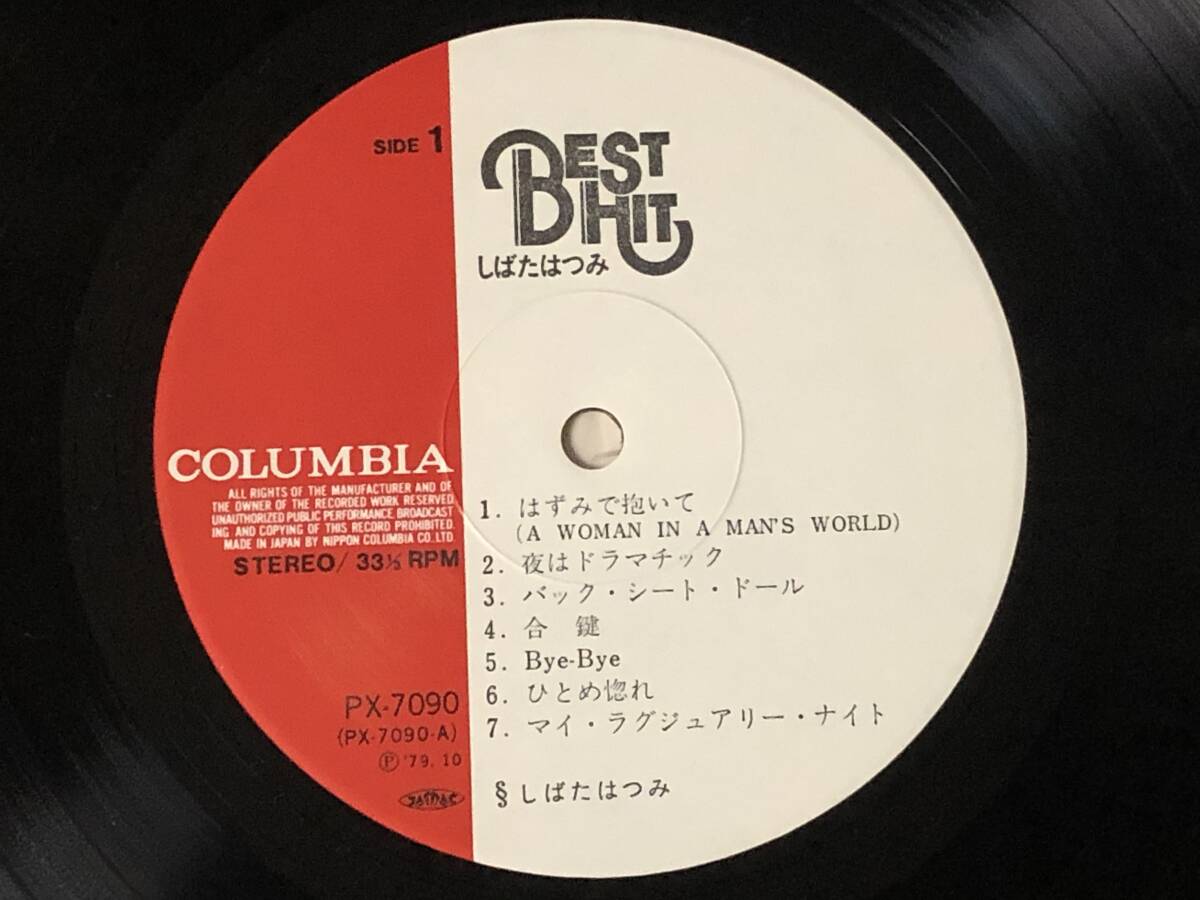 SIDE 1
BEST
HIT
しばたはつみ
COLUMBIA
ALL RIGHTS OF THE MANUFACTURER AND OF
THE OWNER OF THE RECORDED WORK RESERVED
UNAUTHORIZED PUBLIC PERFORMANCE BROADCAST
ING AND COPYING OF THIS RECORD PROHIBITED.
MADE IN JAPAN BY NIPPON COLUMBIA CO. LTD.
STEREO/ 33⅓ RPM
PX-7090
(PX-7090-A)
Ⓟ '79. 10
JASRAC
1. はずみで抱いて
(A WOMAN IN A MAN'S WORLD)
2. 夜はドラマチック
3. バック・シート・ドール
4. 合 鍵
5. Bye-Bye
6. ひとめ惚れ
7. マイ・ラグジュアリー・ナイト
§ しばたはつみ